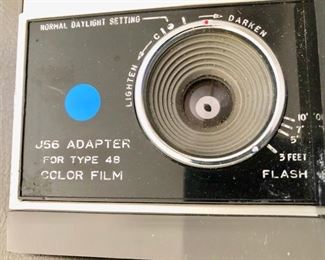 NORMAL DAYLIGHT SETTING
LIGHTEN
DARKEN
J56 ADAPTER
FOR TYPE 48
COLOR FILM
10'
7'
5'
3 FEET
FLASH